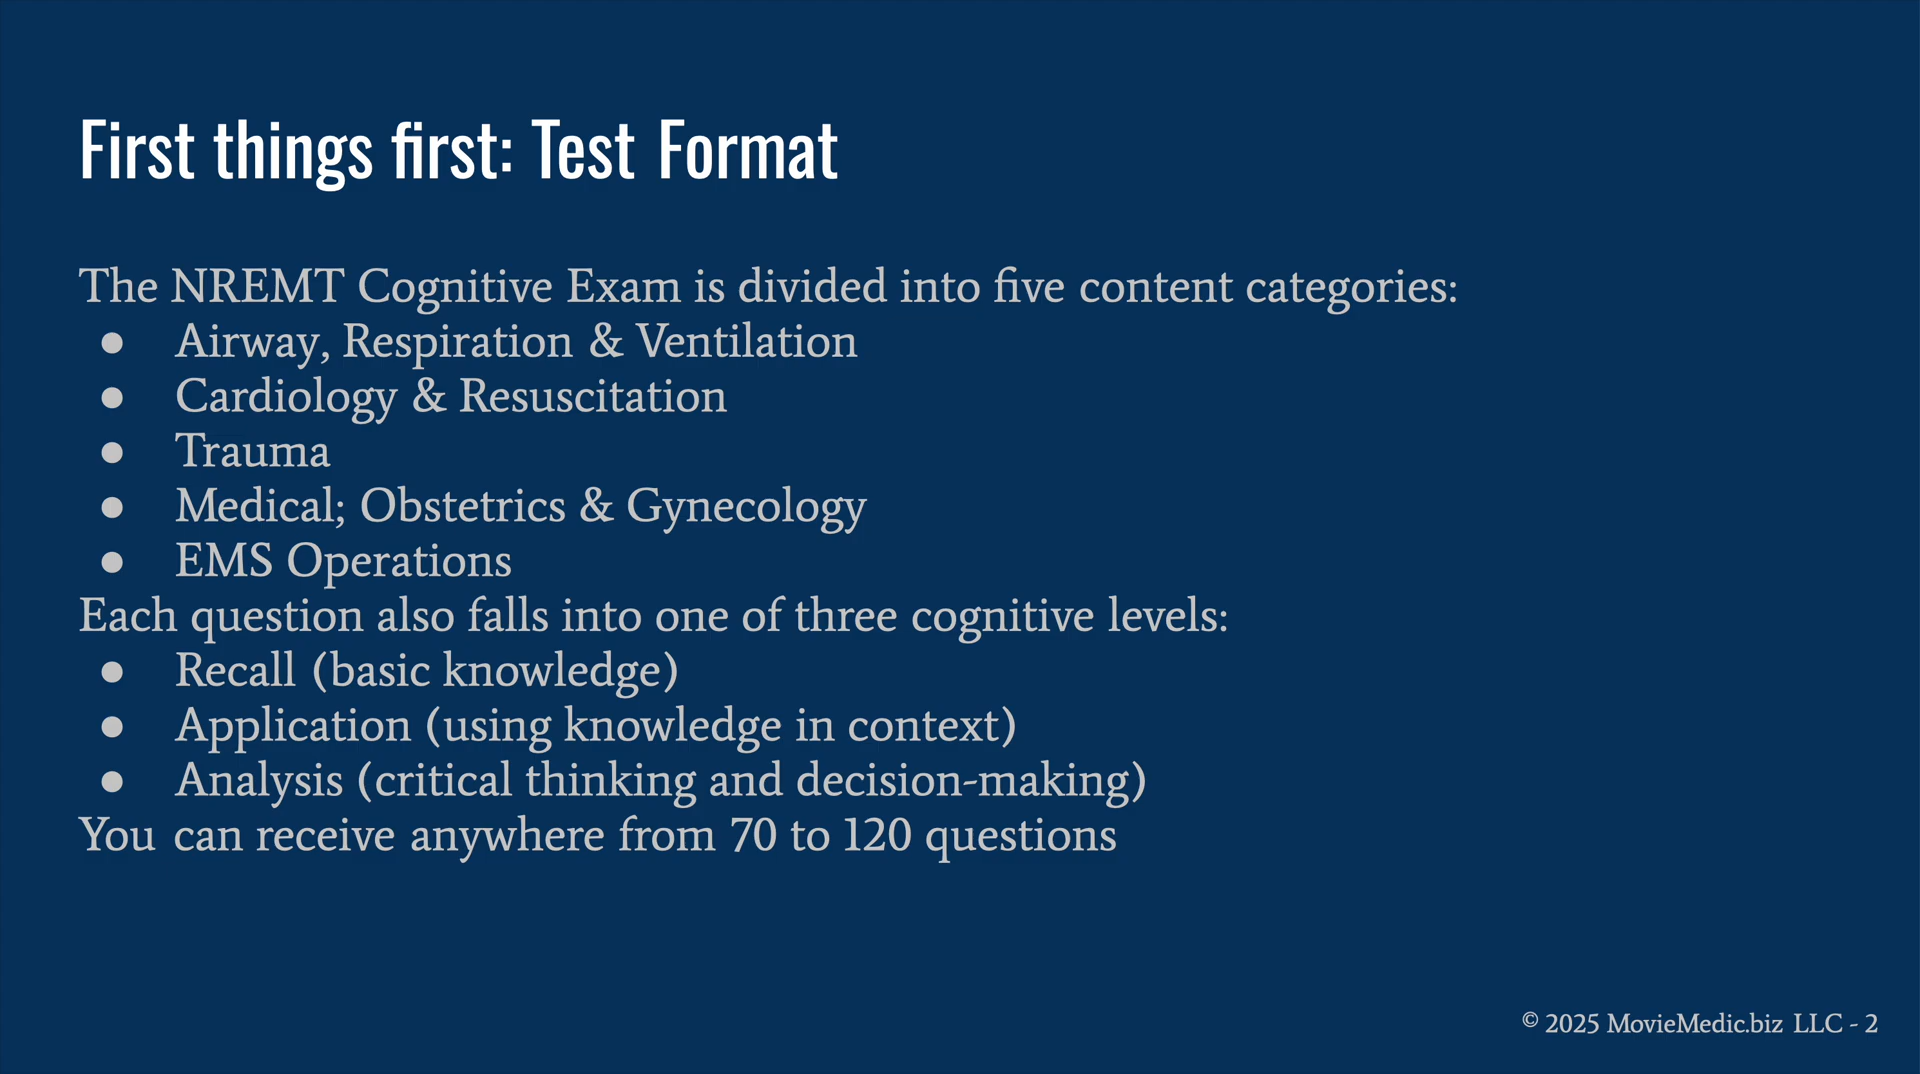 First things first: Test Format
The NREMT Cognitive Exam is divided into five content categories:
● Airway, Respiration & Ventilation
● Cardiology & Resuscitation
● Trauma
● Medical; Obstetrics & Gynecology
● EMS Operations
Each question also falls into one of three cognitive levels:
● Recall (basic knowledge)
● Application (using knowledge in context)
● Analysis (critical thinking and decision-making)
You can receive anywhere from 70 to 120 questions
© 2025 MovieMedic.biz LLC - 2